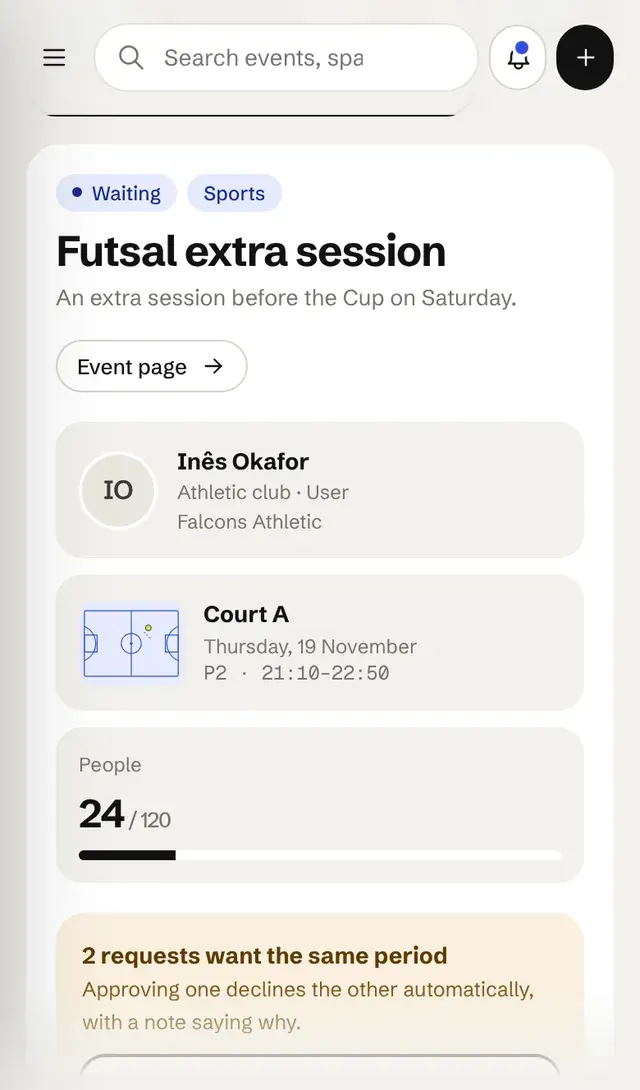 Search events, spa
Waiting
Sports
Futsal extra session
An extra session before the Cup on Saturday.
Event page →
IO
Inês Okafor
Athletic club · User
Falcons Athletic
Court A
Thursday, 19 November
P2 · 21:10–22:50
People
24 / 120
2 requests want the same period
Approving one declines the other automatically,
with a note saying why.